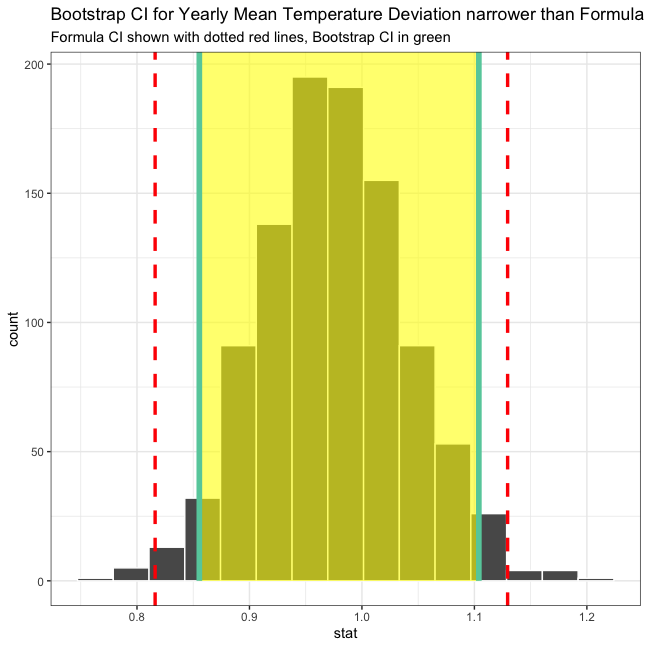 Bootstrap CI for Yearly Mean Temperature Deviation narrower than Formula
Formula CI shown with dotted red lines, Bootstrap CI in green
200
150
100
50
0
count
0.8
0.9
1.0
1.1
1.2
stat